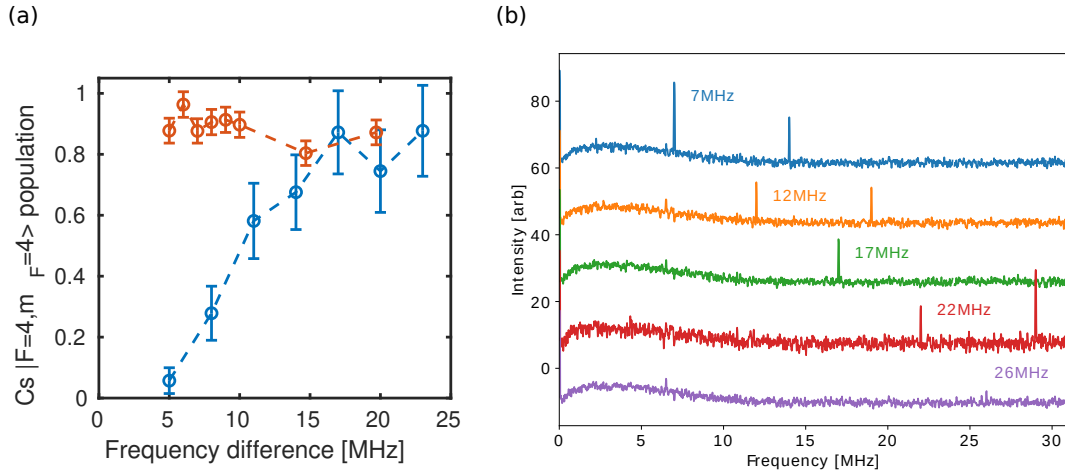 (a)
Cs |F=4,m F=4> population
1
0.8
0.6
0.4
0.2
0
0 5 10 15 20 25
Frequency difference [MHz]
(b)
Intensity [arb]
80
60
40
20
0
7MHz
12MHz
17MHz
22MHz
26MHz
0 5 10 15 20 25 30
Frequency [MHz]